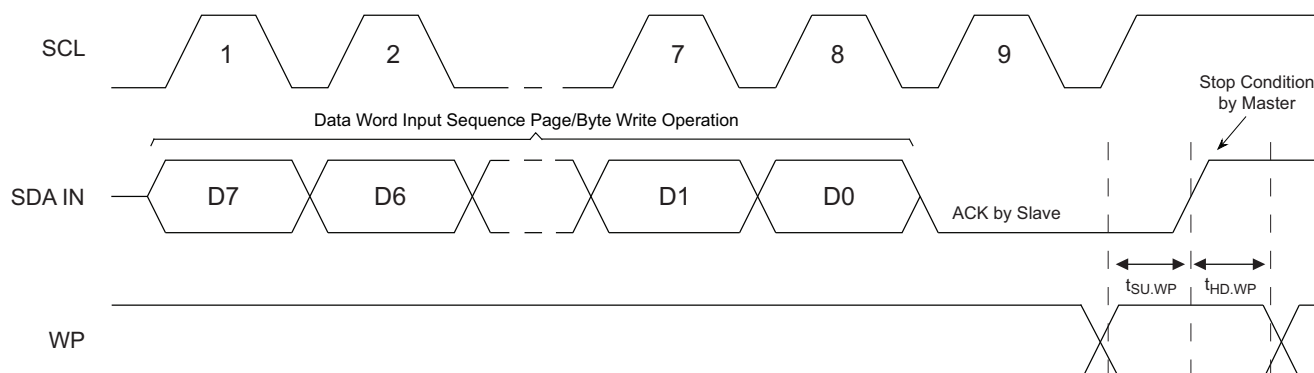 SCL
1
2
7
8
9
Stop Condition
by Master
Data Word Input Sequence Page/Byte Write Operation
SDA IN
D7
D6
D1
D0
ACK by Slave
tSU.WP
tHD.WP
WP